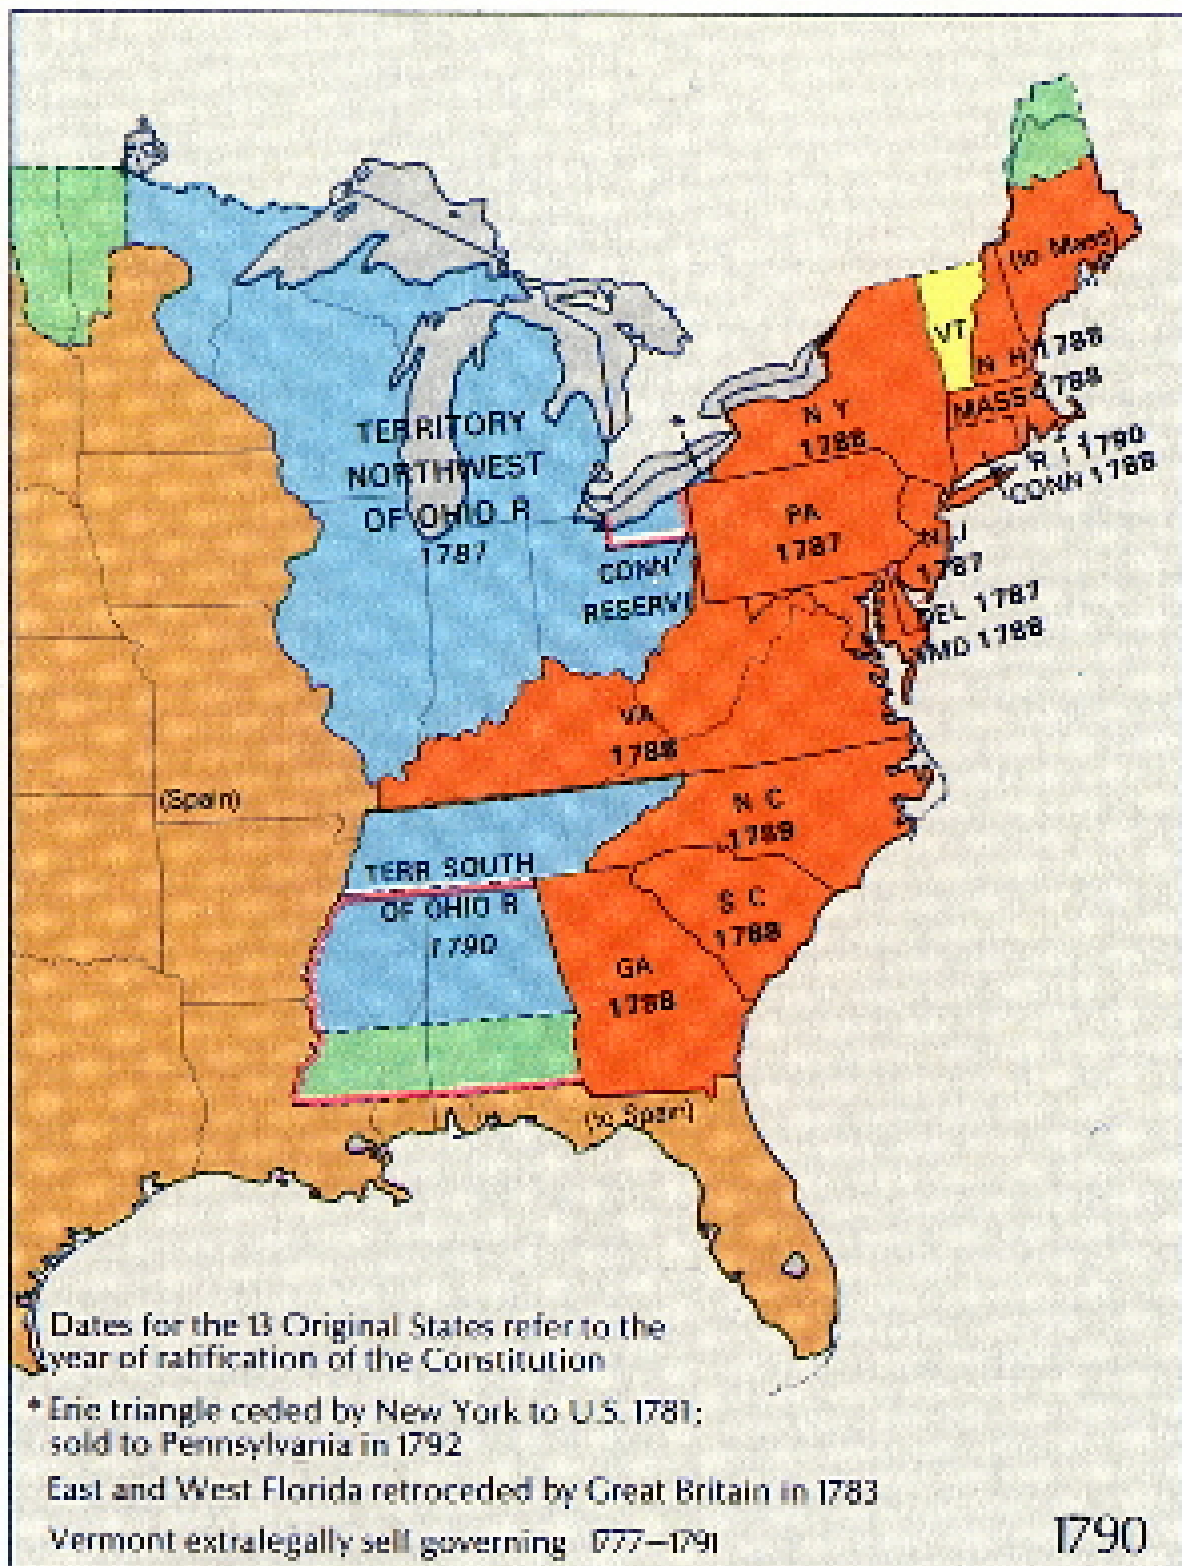 (to Mass)
VT
N H 1788
MASS 1788
N Y
1788
R I 1790
CONN 1788
TERRITORY
NORTHWEST
OF OHIO R
1787
*
PA
1787
N J
1787
CONN
RESERV
DEL 1787
MD 1788
VA
1788
(Spain)
N C
1789
TERR SOUTH
OF OHIO R
1790
S C
1788
GA
1788
(to Spain)
Dates for the 13 Original States refer to the
year of ratification of the Constitution
* Erie triangle ceded by New York to U.S. 1781;
sold to Pennsylvania in 1792
East and West Florida retroceded by Great Britain in 1783
Vermont extralegally self governing 1777—1791
1790